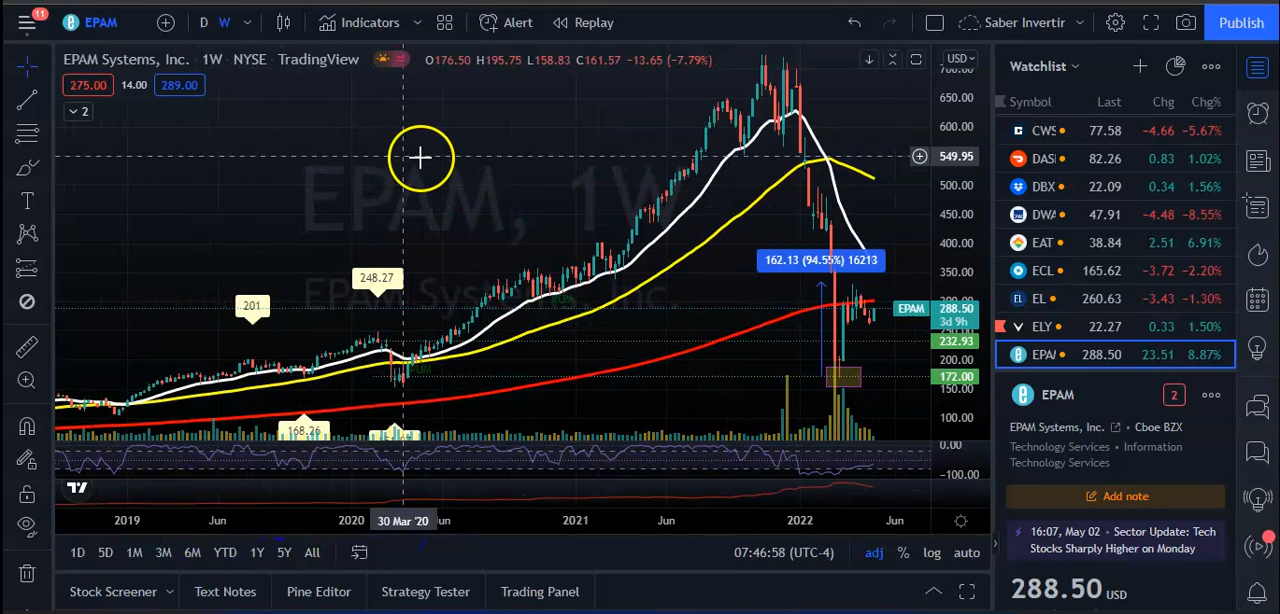 11
EPAM
D W
Indicators
Alert
Replay
Saber Invertir
Publish
EPAM Systems, Inc. · 1W · NYSE · TradingView
O176.50 H195.75 L158.83 C161.57 -13.65 (-7.79%)
USD
275.00 14.00 289.00
2
EPAM, 1W
EPAM Systems, Inc.
700.00
650.00
600.00
549.95
500.00
450.00
400.00
350.00
EPAM 288.50
3d 9h
232.93
200.00
172.00
150.00
100.00
0.00
-100.00
162.13 (94.55%) 16213
248.27
201
168.26
2019
Jun
2020
30 Mar '20
Jun
2021
Jun
2022
Jun
1D 5D 1M 3M 6M YTD 1Y 5Y All
07:46:58 (UTC-4)
adj % log auto
Stock Screener
Text Notes
Pine Editor
Strategy Tester
Trading Panel
Watchlist
Symbol Last Chg Chg%
CWS 77.58 -4.66 -5.67%
DAS 82.26 0.83 1.02%
DBX 22.09 0.34 1.56%
DWA 47.91 -4.48 -8.55%
EAT 38.84 2.51 6.91%
ECL 165.62 -3.72 -2.20%
EL EL 260.63 -3.43 -1.30%
ELY 22.27 0.33 1.50%
EPAM 288.50 23.51 8.87%
EPAM
2
EPAM Systems, Inc. • Cboe BZX
Technology Services • Information
Technology Services
Add note
16:07, May 02 • Sector Update: Tech
Stocks Sharply Higher on Monday
288.50 USD